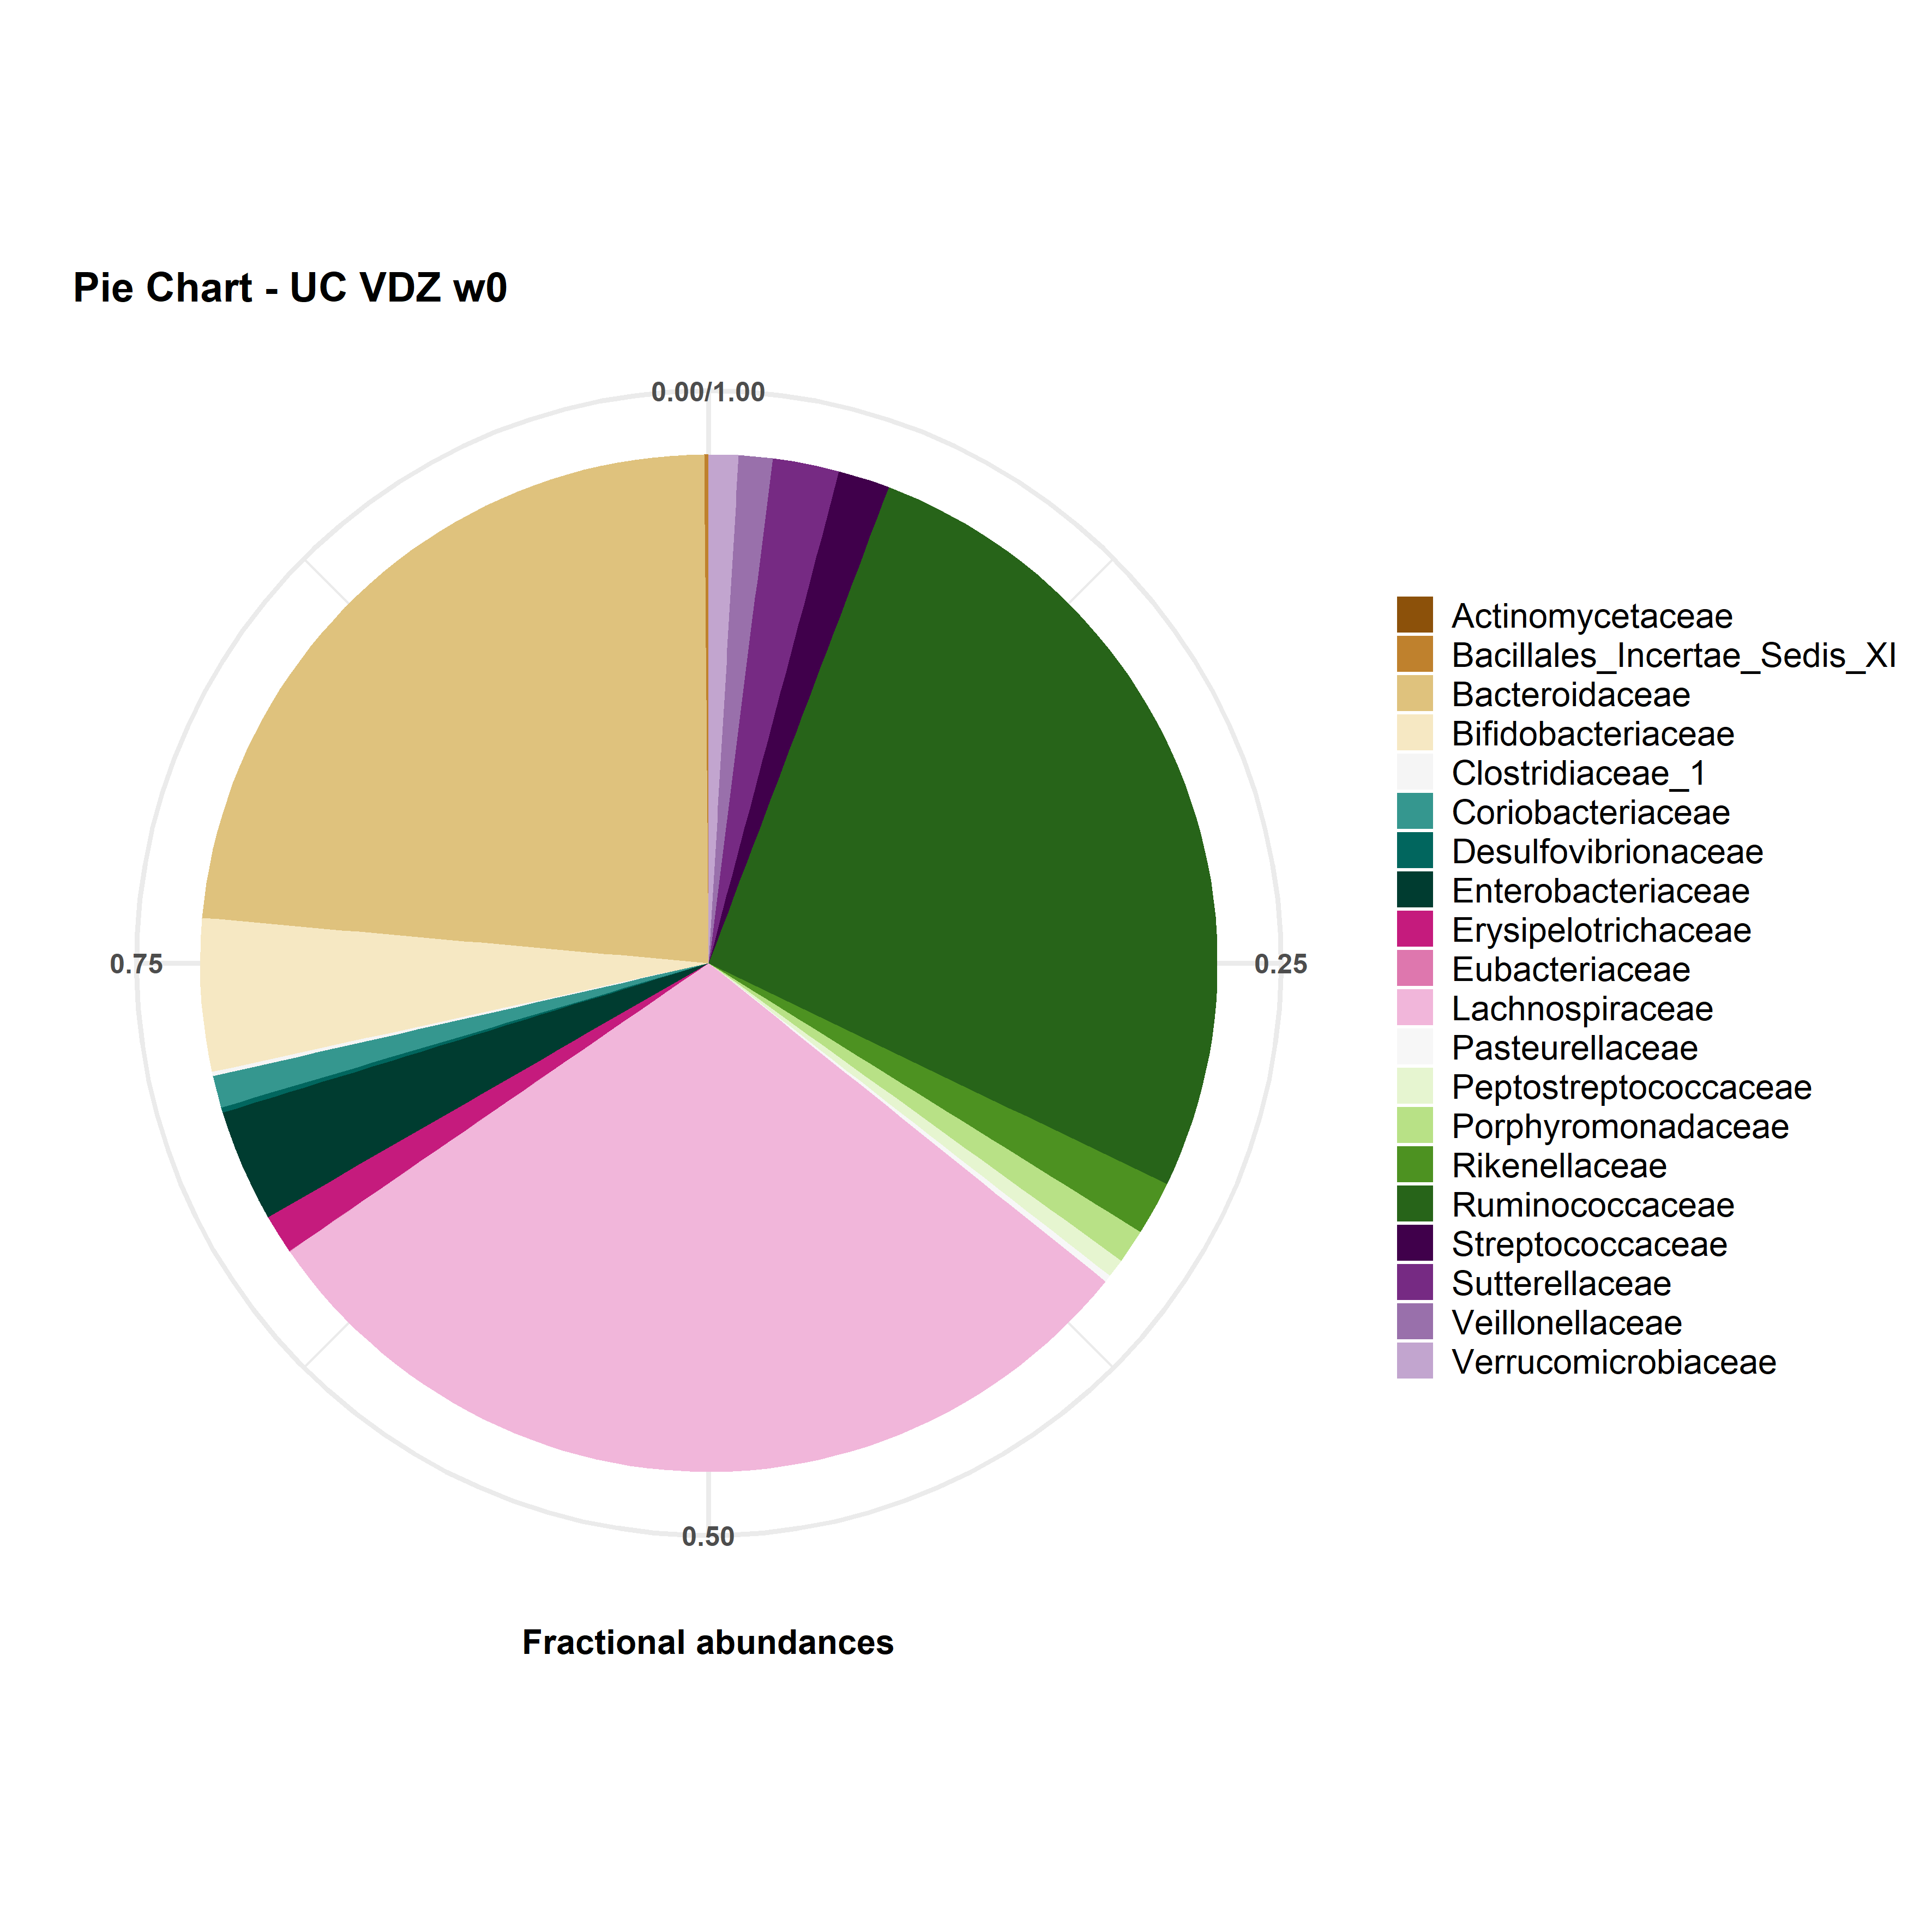 Pie Chart - UC VDZ w0
0.00/1.00
0.75
0.25
0.50
Fractional abundances
Actinomycetaceae
Bacillales_Incertae_Sedis_XI
Bacteroidaceae
Bifidobacteriaceae
Clostridiaceae_1
Coriobacteriaceae
Desulfovibrionaceae
Enterobacteriaceae
Erysipelotrichaceae
Eubacteriaceae
Lachnospiraceae
Pasteurellaceae
Peptostreptococcaceae
Porphyromonadaceae
Rikenellaceae
Ruminococcaceae
Streptococcaceae
Sutterellaceae
Veillonellaceae
Verrucomicrobiaceae